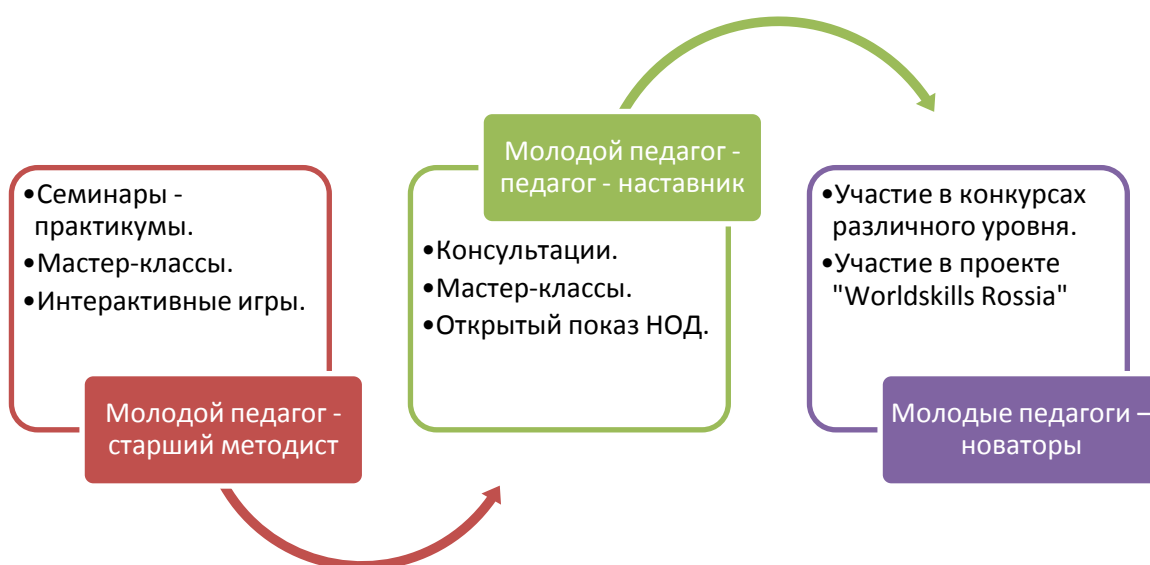 •Семинары -
практикумы.
•Мастер-классы.
•Интерактивные игры.
Молодой педагог -
старший методист
Молодой педагог -
педагог - наставник
•Консультации.
•Мастер-классы.
•Открытый показ НОД.
•Участие в конкурсах
различного уровня.
•Участие в проекте
"Worldskills Rossia"
Молодые педагоги –
новаторы